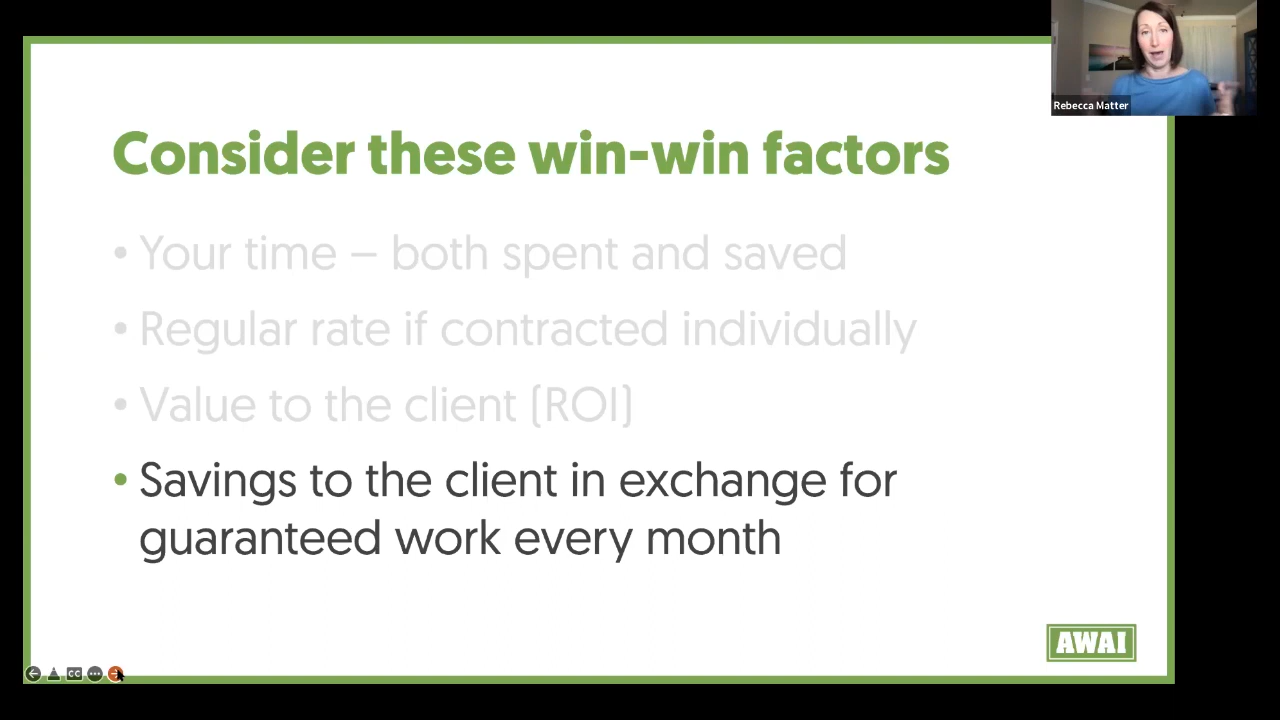 Rebecca Matter
Consider these win-win factors
• Your time – both spent and saved
• Regular rate if contracted individually
• Value to the client (ROI)
• Savings to the client in exchange for
guaranteed work every month
AWAI
CC